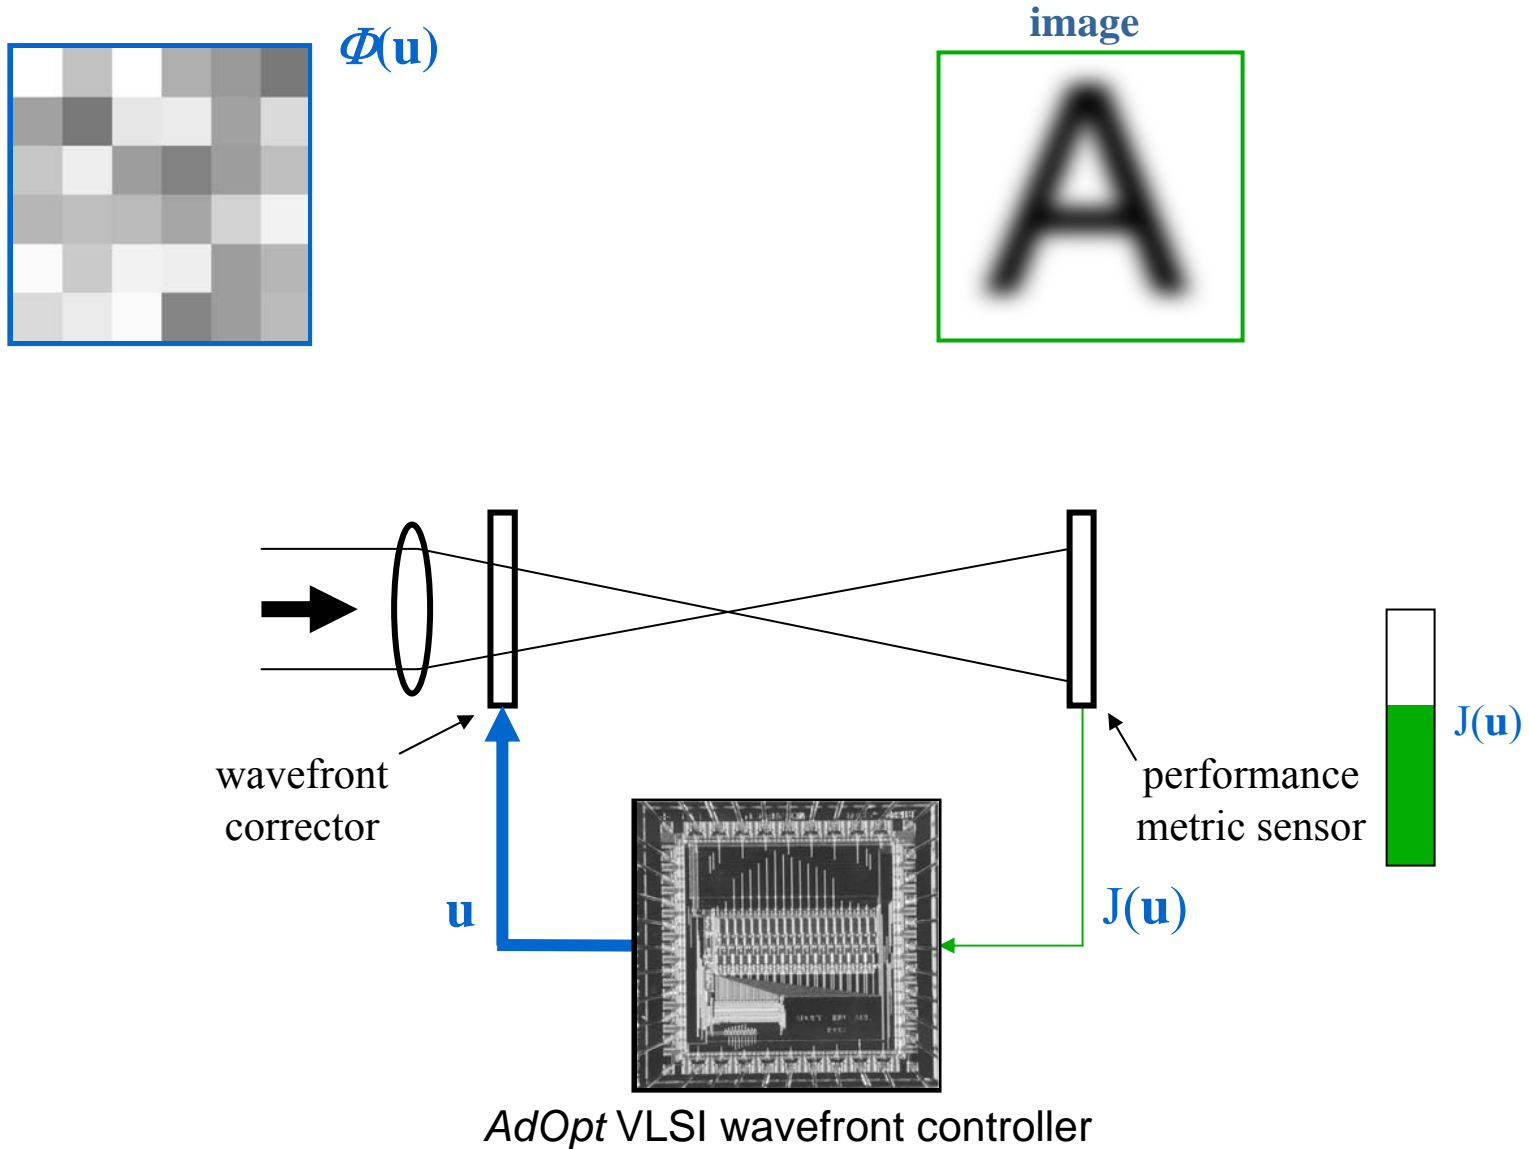 Φ(u)
image
A
J(u)
wavefront
corrector
performance
metric sensor
u
J(u)
AdOpt VLSI wavefront controller